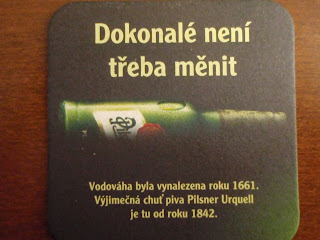 Dokonalé není
třeba měnit
Vodováha byla vynalezena roku 1661.
Výjimečná chuť piva Pilsner Urquell
je tu od roku 1842.